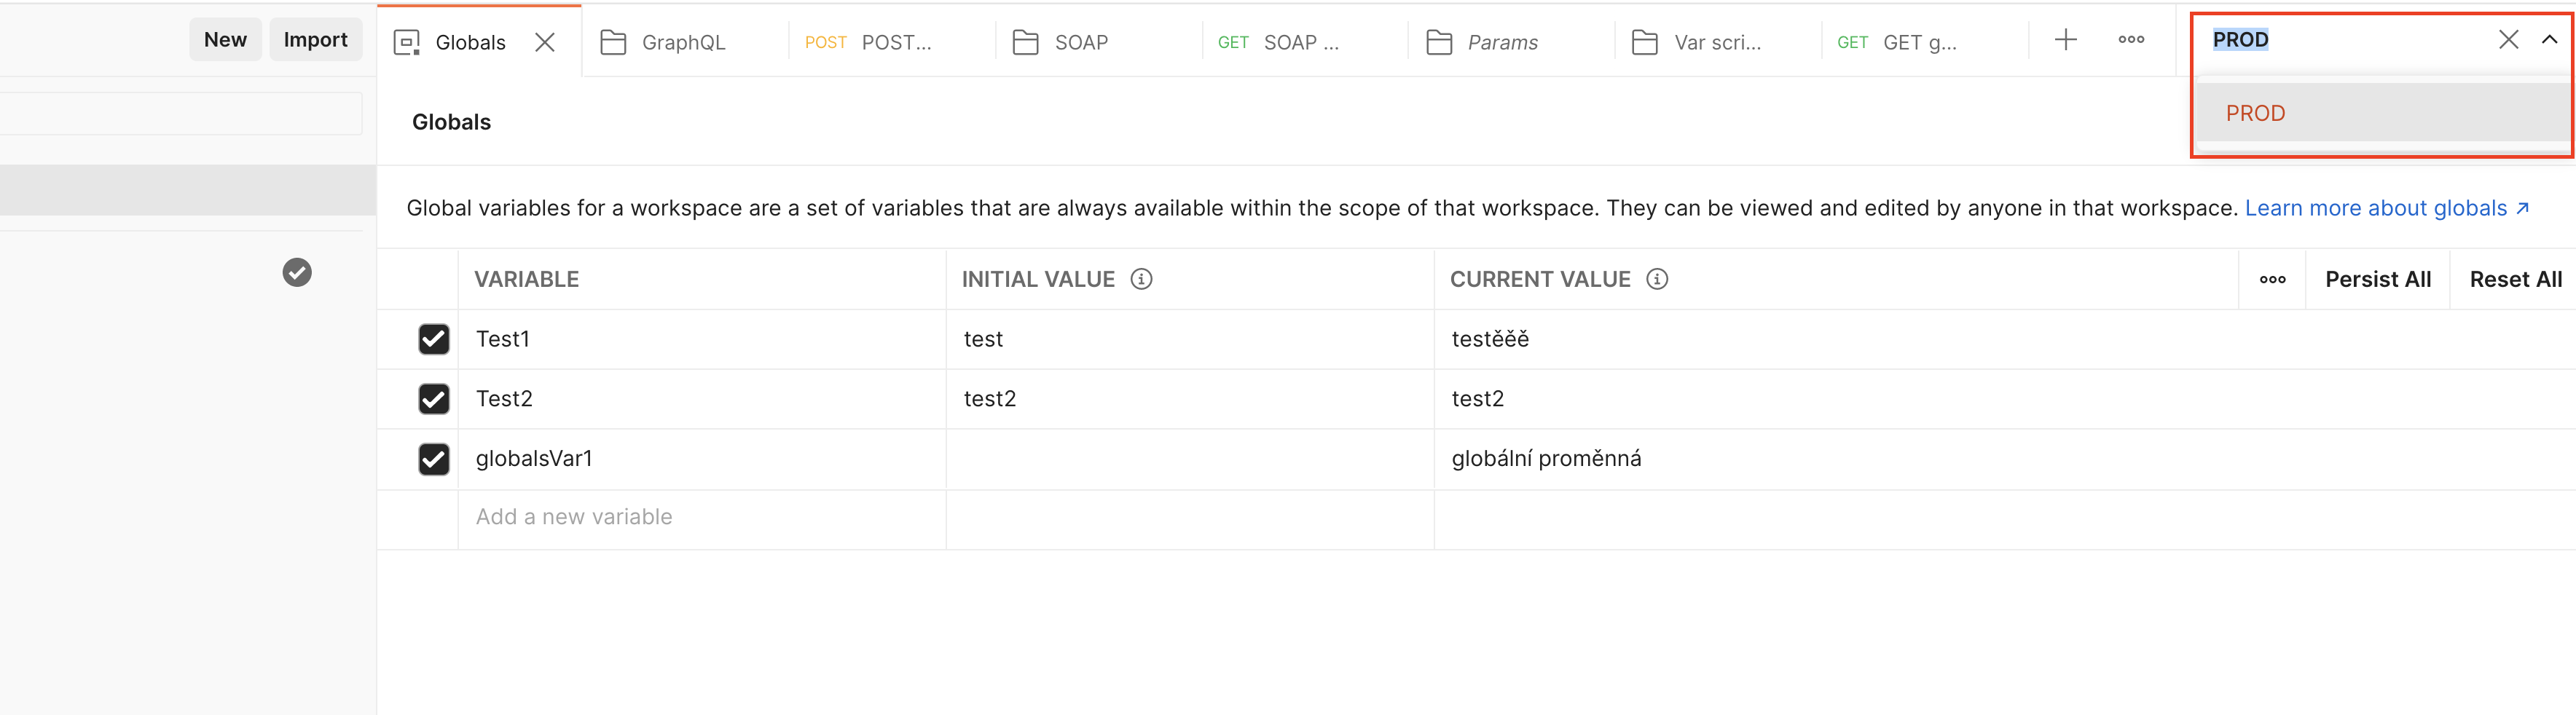 New Import Globals GraphQL POST POST... SOAP GET SOAP ... Params Var scri... GET GET g... PROD
PROD
Globals
Global variables for a workspace are a set of variables that are always available within the scope of that workspace. They can be viewed and edited by anyone in that workspace. Learn more about globals ↗
VARIABLE INITIAL VALUE CURRENT VALUE Persist All Reset All
Test1 test testěěě
Test2 test2 test2
globalsVar1 globální proměnná
Add a new variable